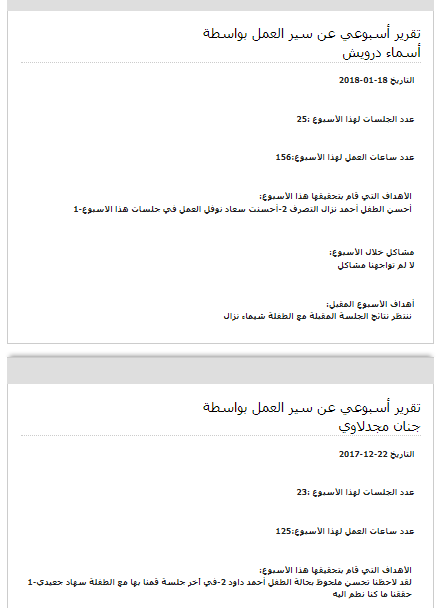 تقرير أسبوعي عن سير العمل بواسطة
أسماء درويش
التاريخ 18-01-2018
عدد الجلسات لهذا الأسبوع :25
عدد ساعات العمل لهذا الأسبوع:156
الأهداف التي قام بتحقيقها هذا الأسبوع:
أحسن الطفل أحمد نزال التصرف 2-أحسنت سعاد نوفل العمل في جلسات هذا الأسبوع-1
مشاكل خلال الأسبوع:
لا لم تواجهنا مشاكل
أهداف الأسبوع المقبل:
ننتظر نتائج الجلسة المقبلة مع الطفلة شيماء نزال
تقرير أسبوعي عن سير العمل بواسطة
جنان مجدلاوي
التاريخ 22-12-2017
عدد الجلسات لهذا الأسبوع :23
عدد ساعات العمل لهذا الأسبوع:125
الأهداف التي قام بتحقيقها هذا الأسبوع:
لقد لاحظنا تحسن ملحوظ بحالة الطفل أحمد داود 2-في آخر جلسة قمنا بها مع الطفلة سهاد جعيدي-1
حققنا ما كنا نطم اليه